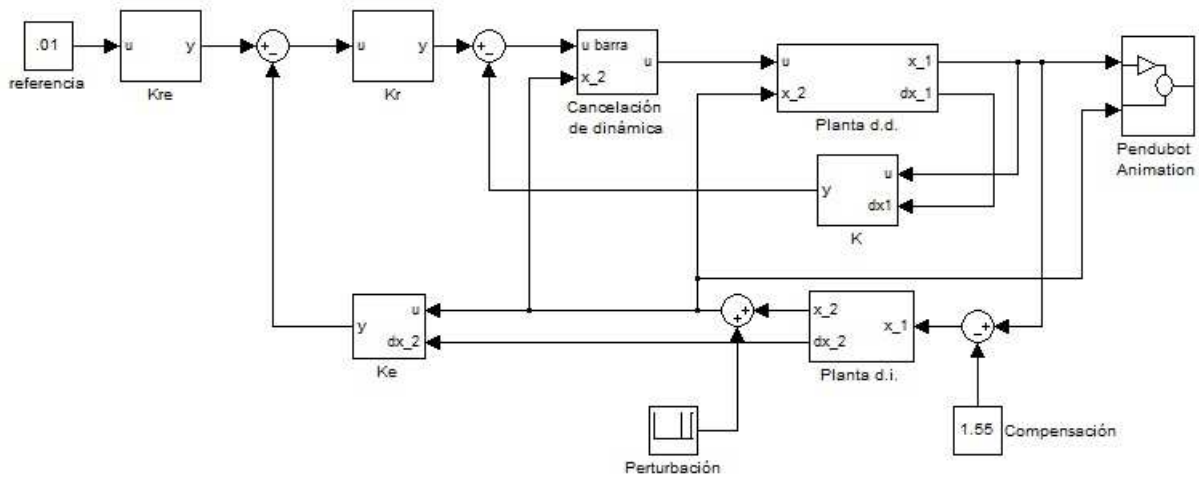 .01
referencia
u y
Kre
+
-
u y
Kr
+
-
u barra
x_2
u
Cancelación
de dinámica
u
x_2
x_1
dx_1
Planta d.d.
Pendubot
Animation
u
dx1
y
K
u
dx_2
y
Ke
+
+
x_2
dx_2
x_1
Planta d.i.
-
+
1.55
Compensación
Perturbación